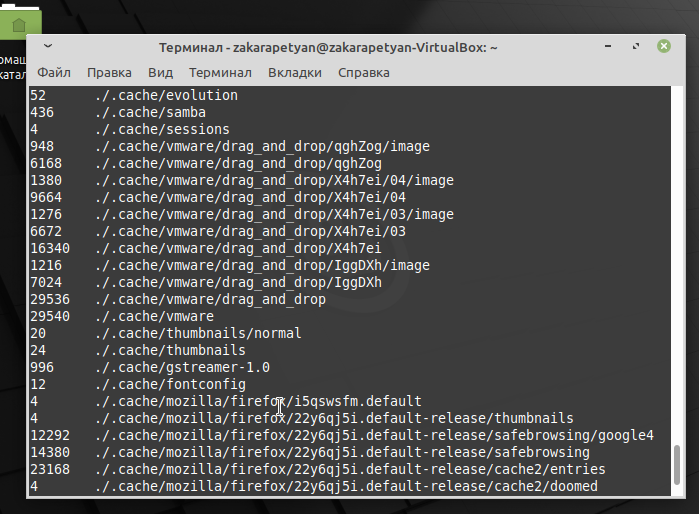 Терминал - zakarapetyan@zakarapetyan-VirtualBox: ~
Файл Правка Вид Терминал Вкладки Справка
52 ./.cache/evolution
436 ./.cache/samba
4 ./.cache/sessions
948 ./.cache/vmware/drag_and_drop/qghZog/image
6168 ./.cache/vmware/drag_and_drop/qghZog
1380 ./.cache/vmware/drag_and_drop/X4h7ei/04/image
9664 ./.cache/vmware/drag_and_drop/X4h7ei/04
1276 ./.cache/vmware/drag_and_drop/X4h7ei/03/image
6672 ./.cache/vmware/drag_and_drop/X4h7ei/03
16340 ./.cache/vmware/drag_and_drop/X4h7ei
1216 ./.cache/vmware/drag_and_drop/IggDXh/image
7024 ./.cache/vmware/drag_and_drop/IggDXh
29536 ./.cache/vmware/drag_and_drop
29540 ./.cache/vmware
20 ./.cache/thumbnails/normal
24 ./.cache/thumbnails
996 ./.cache/gstreamer-1.0
12 ./.cache/fontconfig
4 ./.cache/mozilla/firefox/i5qswsfm.default
4 ./.cache/mozilla/firefox/22y6qj5i.default-release/thumbnails
12292 ./.cache/mozilla/firefox/22y6qj5i.default-release/safebrowsing/google4
14380 ./.cache/mozilla/firefox/22y6qj5i.default-release/safebrowsing
23168 ./.cache/mozilla/firefox/22y6qj5i.default-release/cache2/entries
4 ./.cache/mozilla/firefox/22y6qj5i.default-release/cache2/doomed